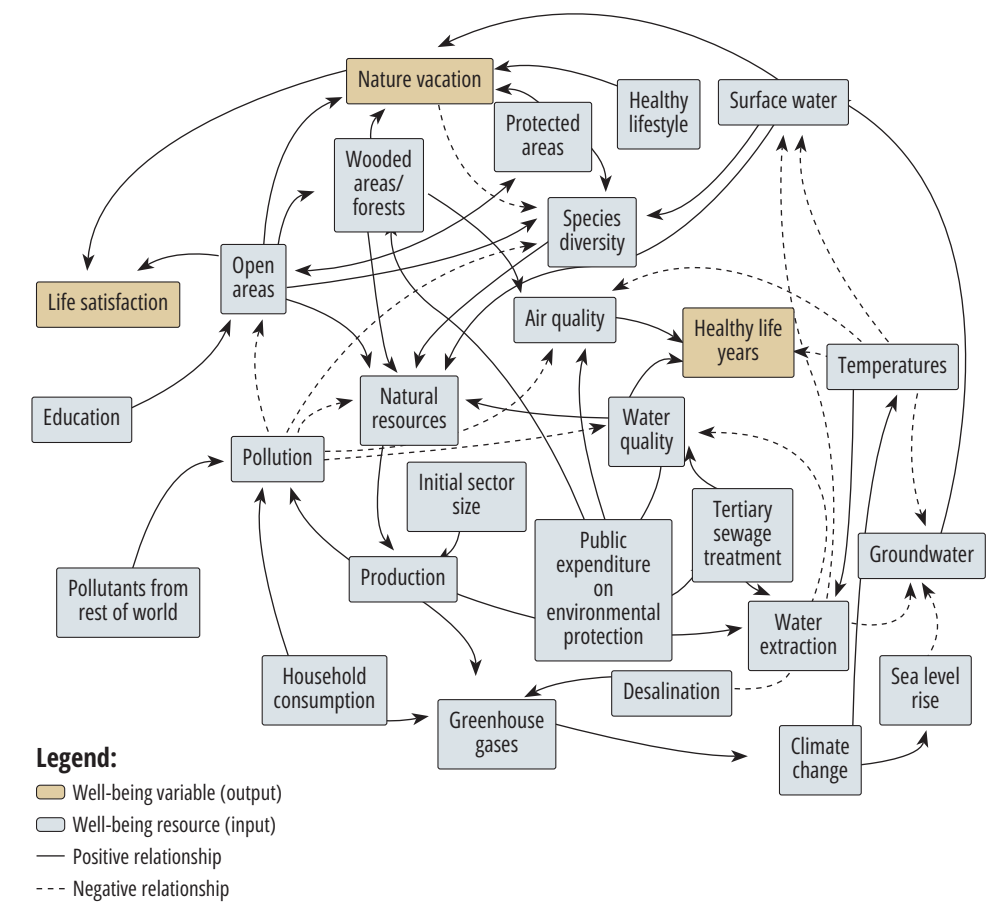 Nature vacation
Healthy
lifestyle
Surface water
Protected
areas
Wooded
areas/
forests
Species
diversity
Open
areas
Life satisfaction
Air quality
Healthy life
years
Temperatures
Education
Natural
resources
Water
quality
Pollution
Initial sector
size
Tertiary
sewage
treatment
Public
expenditure
on
environmental
protection
Groundwater
Pollutants from
rest of world
Production
Water
extraction
Household
consumption
Desalination
Sea level
rise
Greenhouse
gases
Climate
change
Legend:
Well-being variable (output)
Well-being resource (input)
Positive relationship
Negative relationship